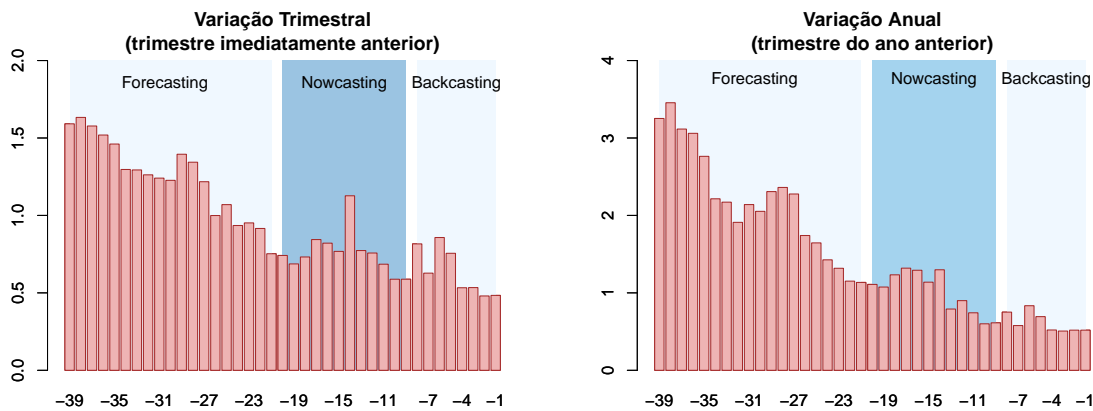 Variação Trimestral
(trimestre imediatamente anterior)
2.0
1.5
1.0
0.5
0.0
Forecasting
Nowcasting
Backcasting
−39 −35 −31 −27 −23 −19 −15 −11 −7 −4 −1
Variação Anual
(trimestre do ano anterior)
4
3
2
1
0
Forecasting
Nowcasting
Backcasting
−39 −35 −31 −27 −23 −19 −15 −11 −7 −4 −1